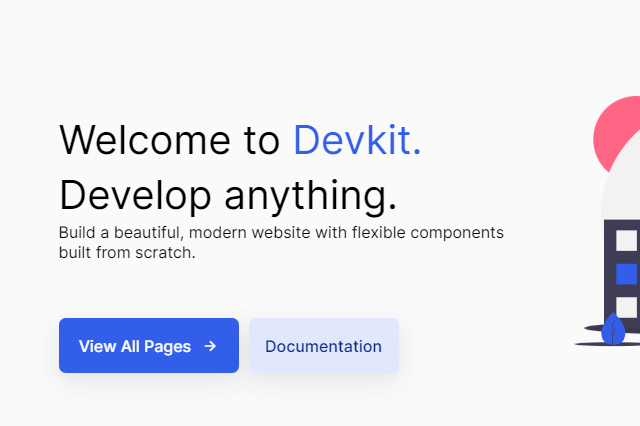 Welcome to Devkit.
Develop anything.
Build a beautiful, modern website with flexible components
built from scratch.
View All Pages →
Documentation